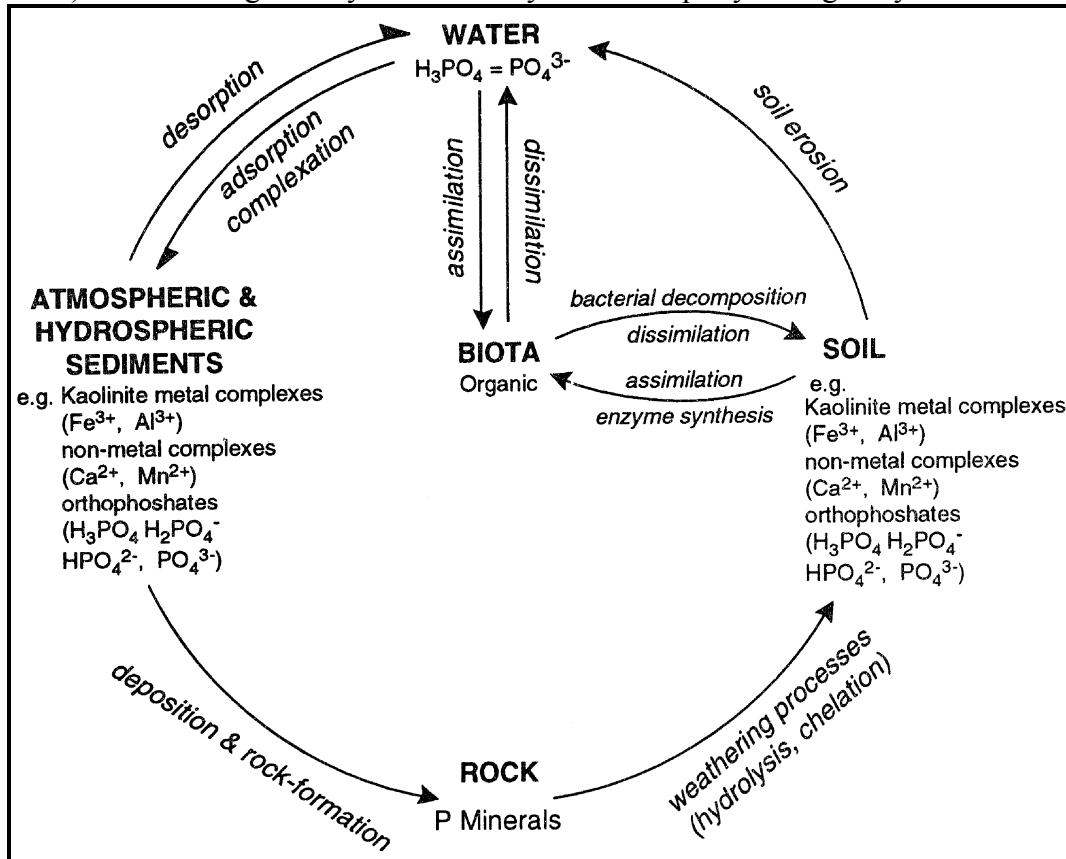 WATER
H₃PO₄ = PO₄³⁻
desorption
adsorption
complexation
assimilation
dissimilation
soil erosion
ATMOSPHERIC &
HYDROSPHERIC
SEDIMENTS
e.g. Kaolinite metal complexes
(Fe³⁺, Al³⁺)
non-metal complexes
(Ca²⁺, Mn²⁺)
orthophoshates
(H₃PO₄ H₂PO₄⁻
HPO₄²⁻, PO₄³⁻)
BIOTA
Organic
bacterial decomposition
dissimilation
assimilation
enzyme synthesis
SOIL
e.g.
Kaolinite metal complexes
(Fe³⁺, Al³⁺)
non-metal complexes
(Ca²⁺, Mn²⁺)
orthophoshates
(H₃PO₄ H₂PO₄⁻
HPO₄²⁻, PO₄³⁻)
deposition & rock-formation
ROCK
P Minerals
weathering processes
(hydrolysis, chelation)